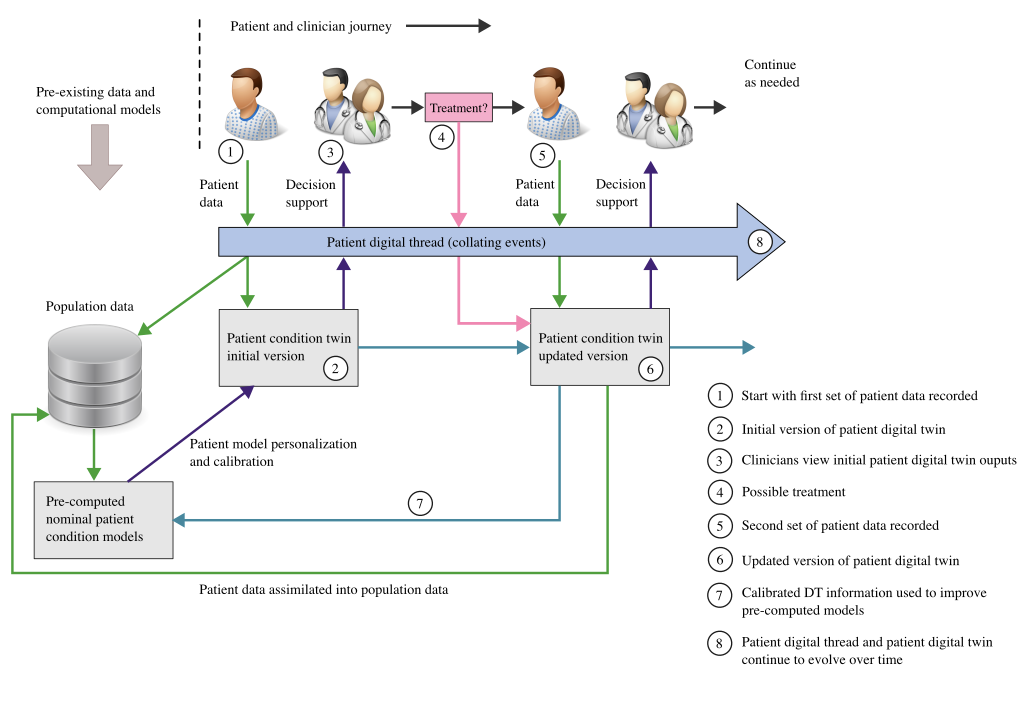 Patient and clinician journey
Continue
as needed
Pre-existing data and
computational models
Treatment?
1
3
4
5
Patient
data
Decision
support
Patient
data
Decision
support
Patient digital thread (collating events)
8
Population data
Patient condition twin
initial version
2
Patient condition twin
updated version
6
Patient model personalization
and calibration
Pre-computed
nominal patient
condition models
7
Patient data assimilated into population data
1 Start with first set of patient data recorded
2 Initial version of patient digital twin
3 Clinicians view initial patient digital twin ouputs
4 Possible treatment
5 Second set of patient data recorded
6 Updated version of patient digital twin
7 Calibrated DT information used to improve
pre-computed models
8 Patient digital thread and patient digital twin
continue to evolve over time